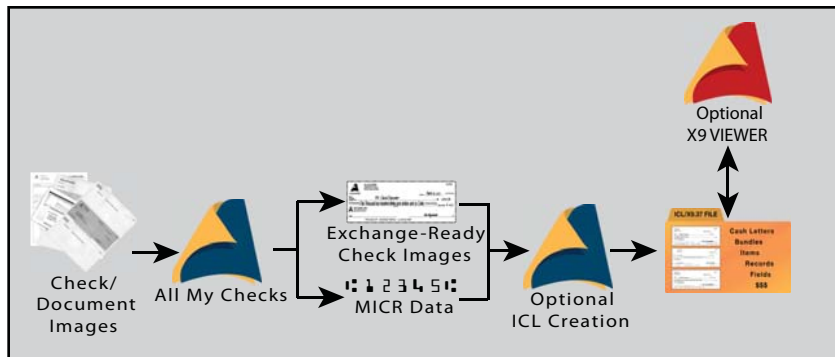 Optional
X9 VIEWER
Check/
Document
Images
All My Checks
Exchange-Ready
Check Images
⑆12345⑆
MICR Data
Optional
ICL Creation
ICL/X9.37 FILE
Cash Letters
Bundles
Items
Records
Fields
$$$